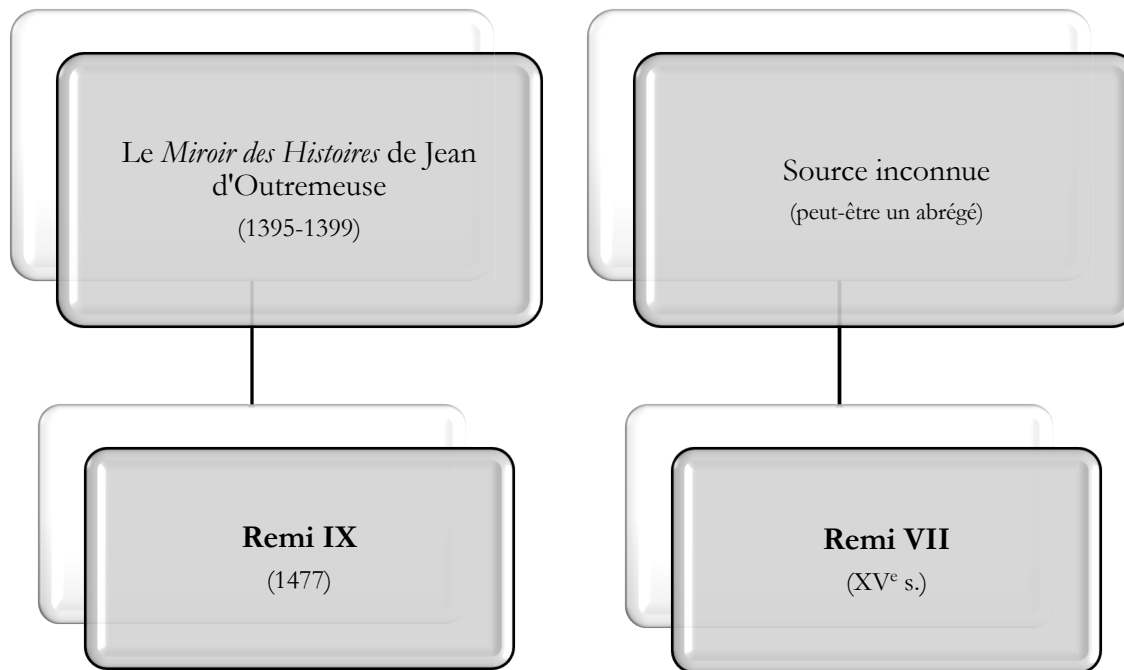 Le Miroir des Histoires de Jean
d'Outremeuse
(1395-1399)
Source inconnue
(peut-être un abrégé)
Remi IX
(1477)
Remi VII
(XVe s.)